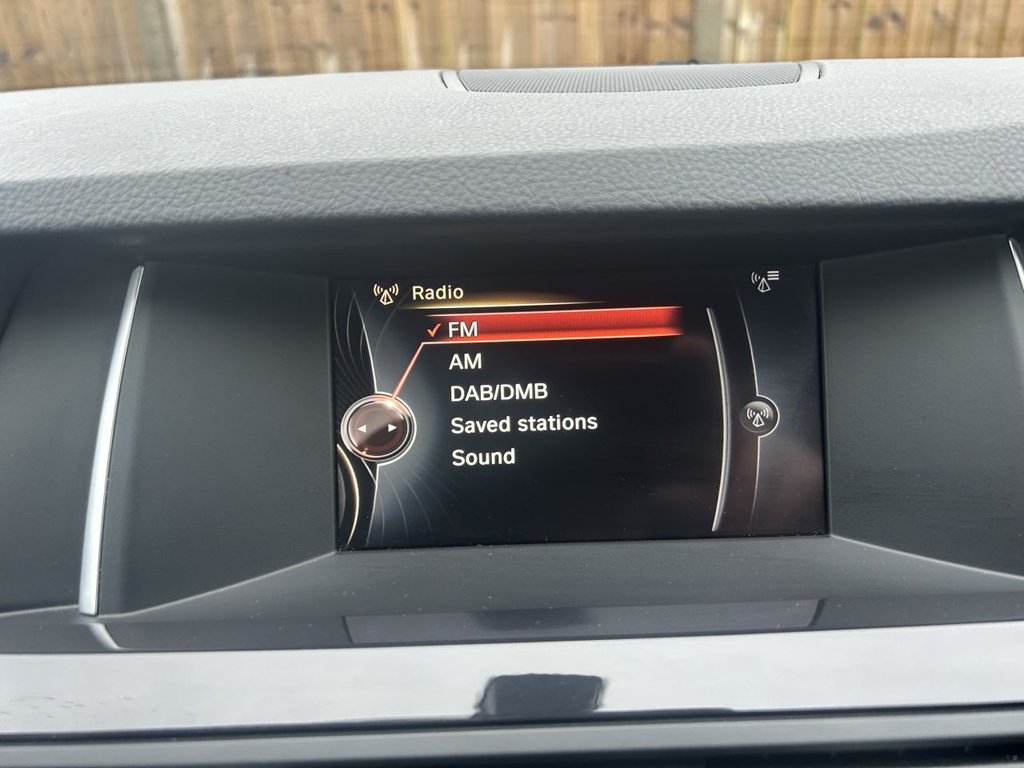 Radio
FM
AM
DAB/DMB
Saved stations
Sound